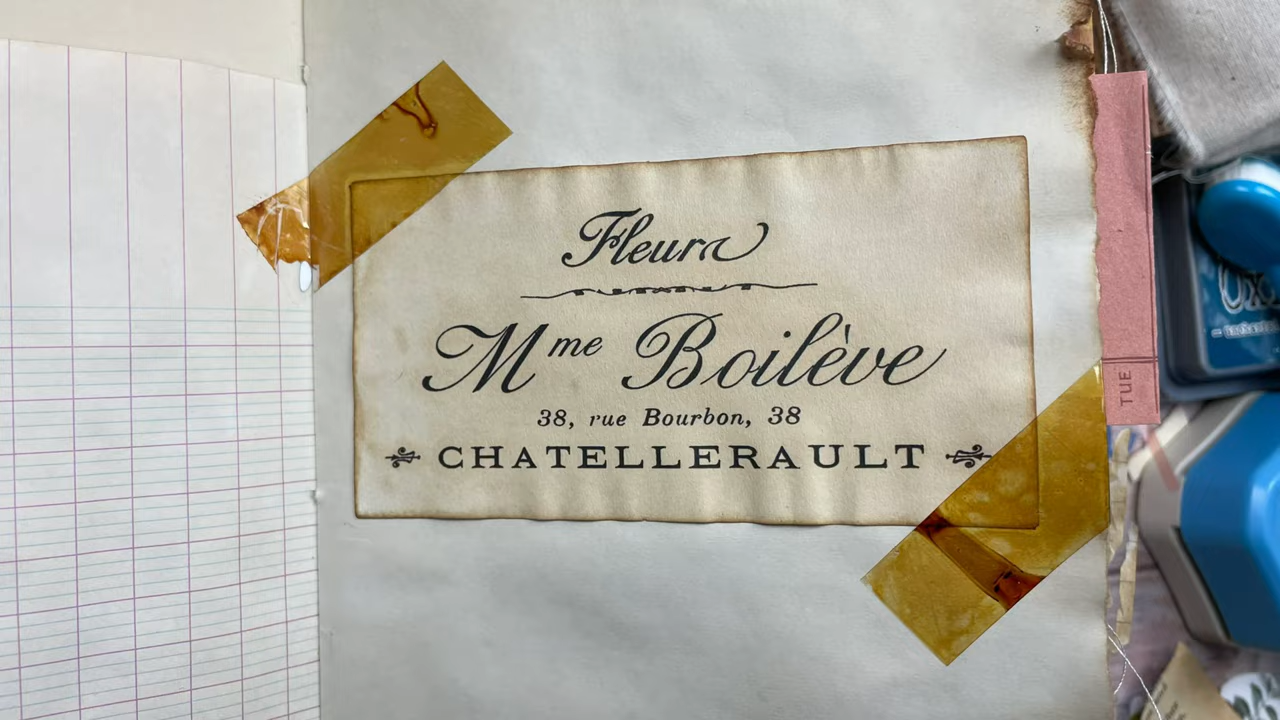 Fleurs
Mme Boilève
38, rue Bourbon, 38
CHATELLERAULT
TUE